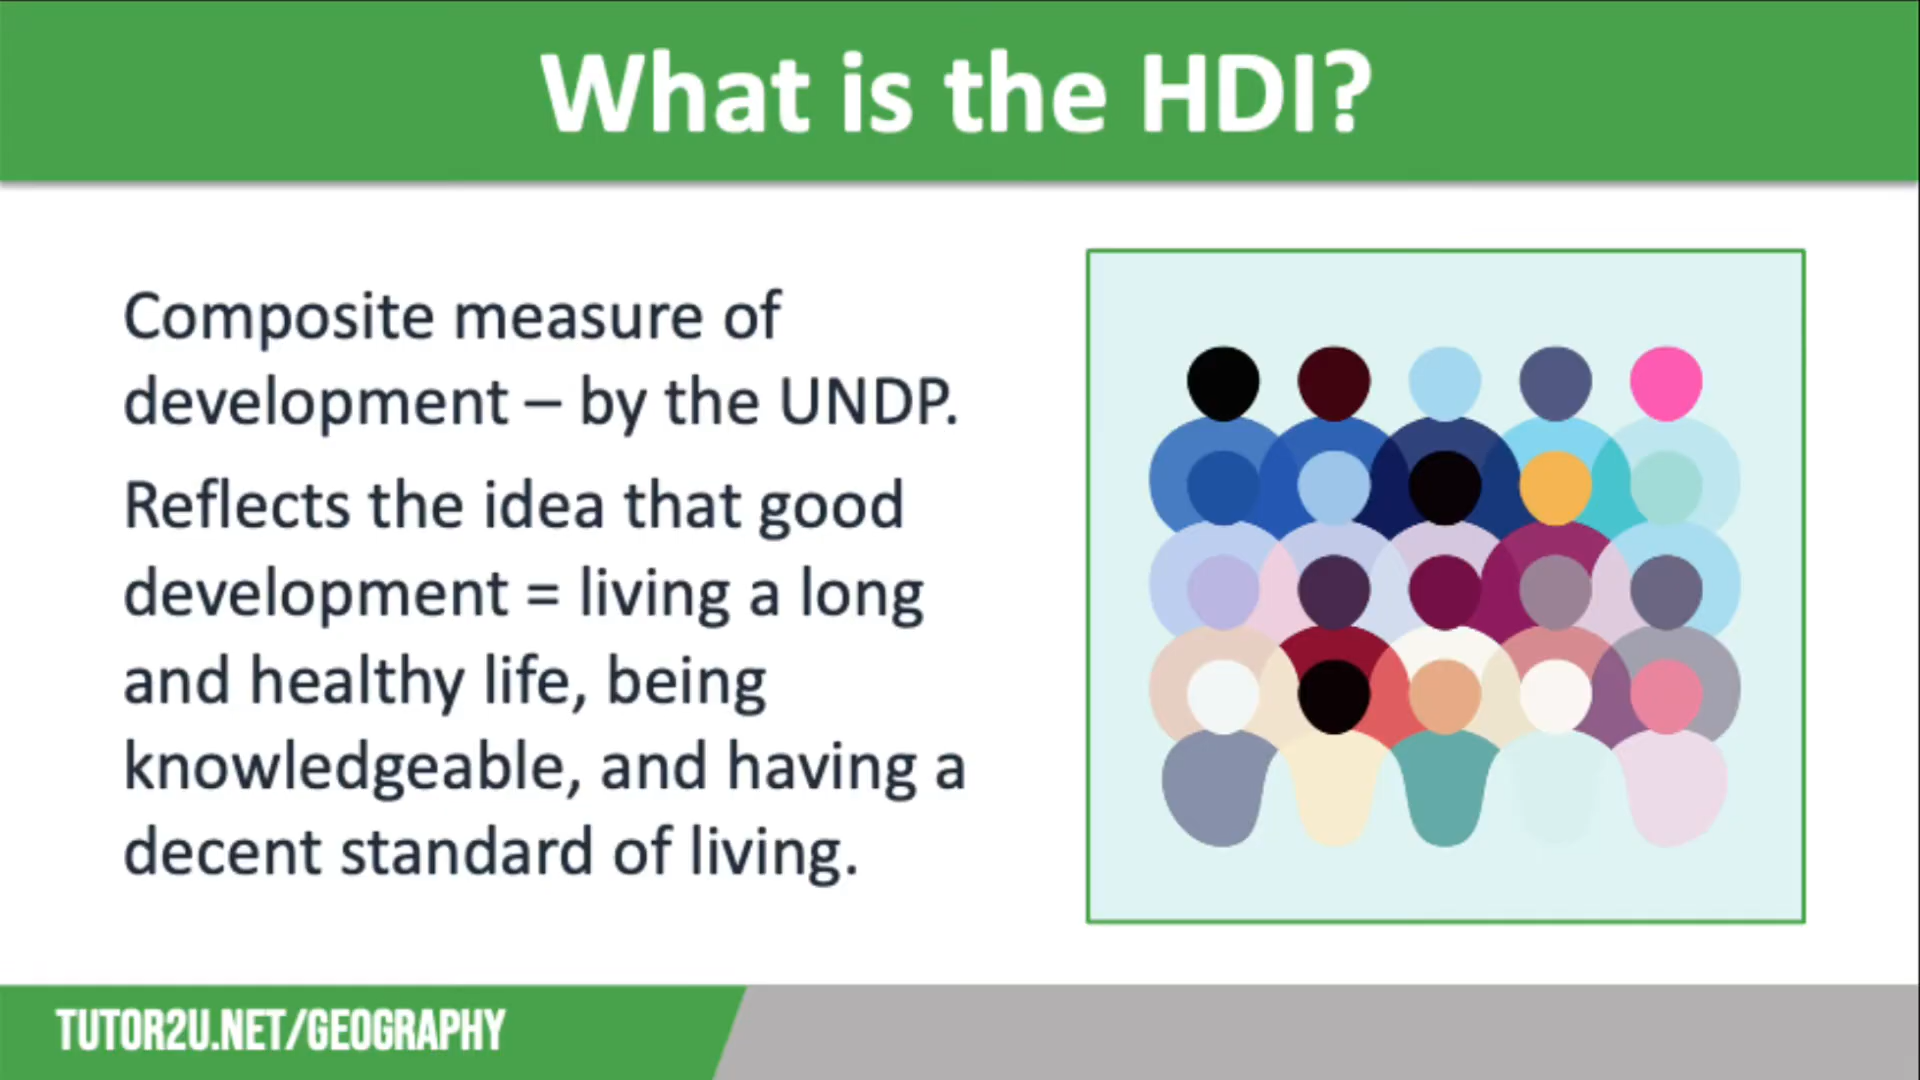 What is the HDI?
Composite measure of
development – by the UNDP.
Reflects the idea that good
development = living a long
and healthy life, being
knowledgeable, and having a
decent standard of living.
TUTOR2U.NET/GEOGRAPHY